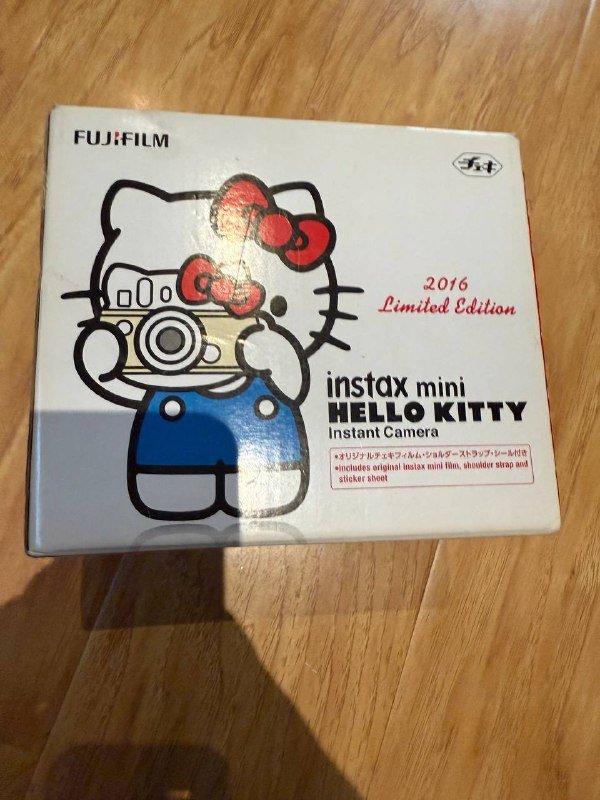 FUJIFILM
チェキ
2016
Limited Edition
instax mini
HELLO KITTY
Instant Camera
•オリジナルチェキフィルム・ショルダーストラップ・シール付き
•Includes original instax mini film, shoulder strap and
sticker sheet